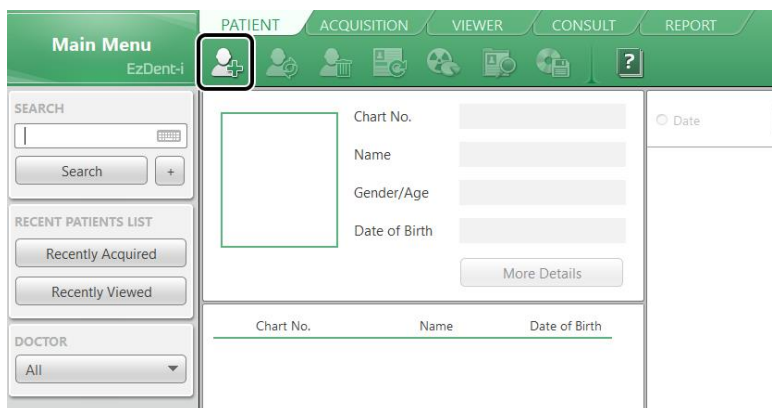 Main Menu
EzDent-i
PATIENT
ACQUISITION
VIEWER
CONSULT
REPORT
?
SEARCH
Search
+
RECENT PATIENTS LIST
Recently Acquired
Recently Viewed
DOCTOR
All
Chart No.
Name
Gender/Age
Date of Birth
More Details
Chart No. Name Date of Birth
Date